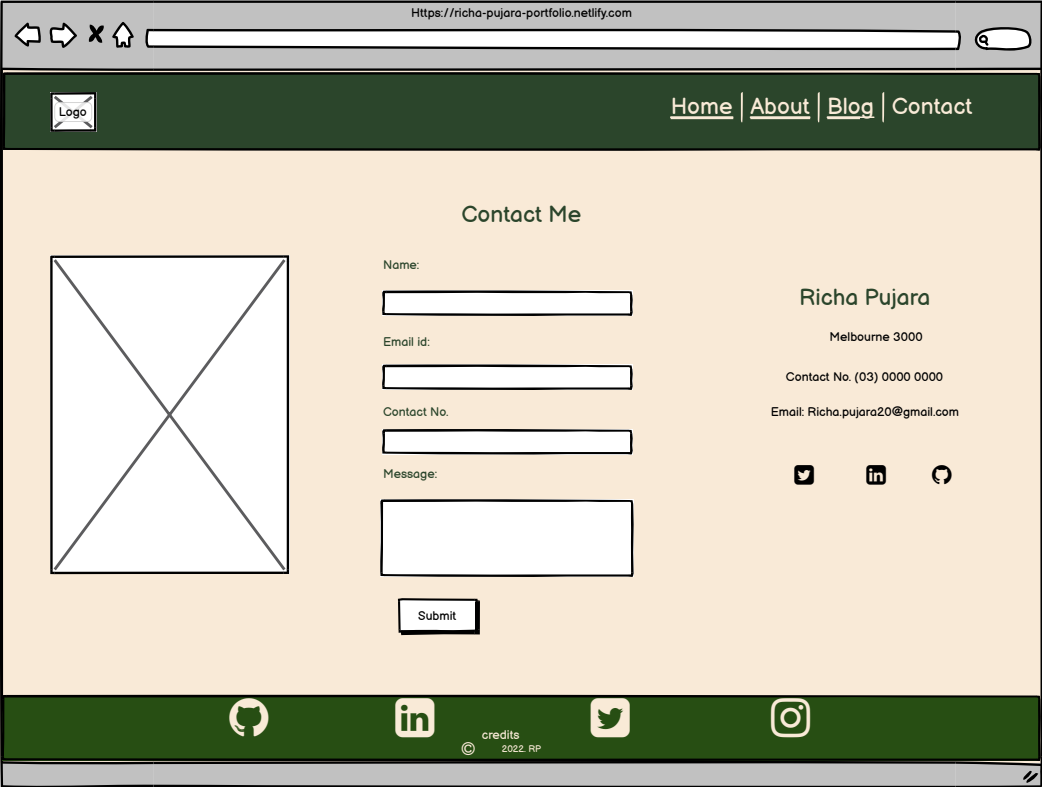 Https://richa-pujara-portfolio.netlify.com
Logo
Home About Blog Contact
Contact Me
Name:
Email id:
Contact No.
Message:
Submit
Richa Pujara
Melbourne 3000
Contact No. (03) 0000 0000
Email: Richa.pujara20@gmail.com
credits
© 2022. RP